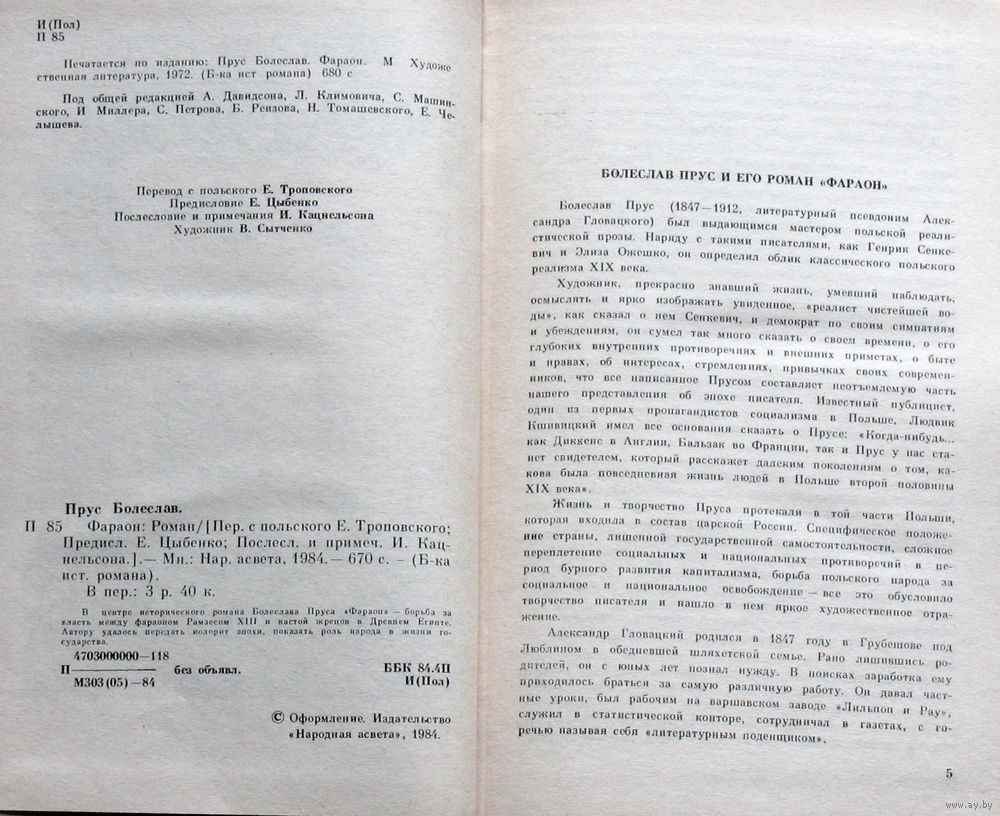 И(Пол)
П 85
Печатается по изданию: Прус Болеслав. Фараон. М Художе
ственная литература, 1972. (Б-ка ист романа) 680 с
Под общей редакцией А. Давидсона, Л. Климовича, С. Машин-
ского, И Миллера, С. Петрова, Б. Реизова, Н. Томашевского, Е. Че-
лышева.
Перевод с польского Е. Троповского
Предисловие Е. Цыбенко
Послесловие и примечания И. Кацнельсона
Художник В. Сытченко
Прус Болеслав.
П 85 Фараон: Роман/[Пер. с польского Е. Троповского;
Предисл. Е. Цыбенко; Послесл. и примеч. И. Кац-
нельсона.].— Мн.: Нар. асвета, 1984.— 670 с. – (Б-ка
ист. романа).
В пер.: 3 р. 40 к.
В центре исторического романа Болеслава Пруса «Фараон» — борьба за
власть между фараоном Рамзесом XIII и кастой жрецов в Древнем Египте.
Автору удалось передать колорит эпохи, показать роль народа в жизни го-
сударства.
4703000000—118
П——— без объявл.
М303(05)—84
ББК 84.4П
И(Пол)
© Оформление. Издательство
«Народная асвета», 1984.
БОЛЕСЛАВ ПРУС И ЕГО РОМАН «ФАРАОН»
Болеслав Прус (1847—1912, литературный псевдоним Алек-
сандра Гловацкого) был выдающимся мастером польской реали-
стической прозы. Наряду с такими писателями, как Генрик Сенке-
вич и Элиза Ожешко, он определил облик классического польского
реализма XIX века.
Художник, прекрасно знавший жизнь, умевший наблюдать,
осмыслять и ярко изображать увиденное, «реалист чистейшей во-
ды», как сказал о нем Сенкевич, и демократ по своим симпатиям
и убеждениям, он сумел так много сказать о своем времени, о его
глубоких внутренних противоречиях и внешних приметах, о быте
и нравах, об интересах, стремлениях, привычках своих современ-
ников, что все написанное Прусом составляет неотъемлемую часть
нашего представления об эпохе писателя. Известный публицист,
один из первых пропагандистов социализма в Польше, Людвик
Кшивицкий имел все основания сказать о Прусе: «Когда-нибудь...
как Диккенс в Англии, Бальзак во Франции, так и Прус у нас ста-
нет свидетелем, который расскажет далеким поколениям о том, ка-
кова была повседневная жизнь людей в Польше второй половины
XIX века».
Жизнь и творчество Пруса протекали в той части Польши,
которая входила в состав царской России. Специфическое положе-
ние страны, лишенной государственной самостоятельности, сложное
переплетение социальных и национальных противоречий в пе-
риод бурного развития капитализма, борьба польского народа за
социальное и национальное освобождение — все это обусловило
творчество писателя и нашло в нем яркое художественное отра-
жение.
Александр Гловацкий родился в 1847 году в Грубешове под
Люблином в обедневшей шляхетской семье. Рано лишившись ро-
дителей, он с юных лет познал нужду. В поисках заработка ему
приходилось браться за самую различную работу. Он давал част-
ные уроки, был рабочим на варшавском заводе «Лильпоп и Рау»,
служил в статистической конторе, сотрудничал в газетах, с го-
речью называя себя «литературным поденщиком».
5
www.ay.by